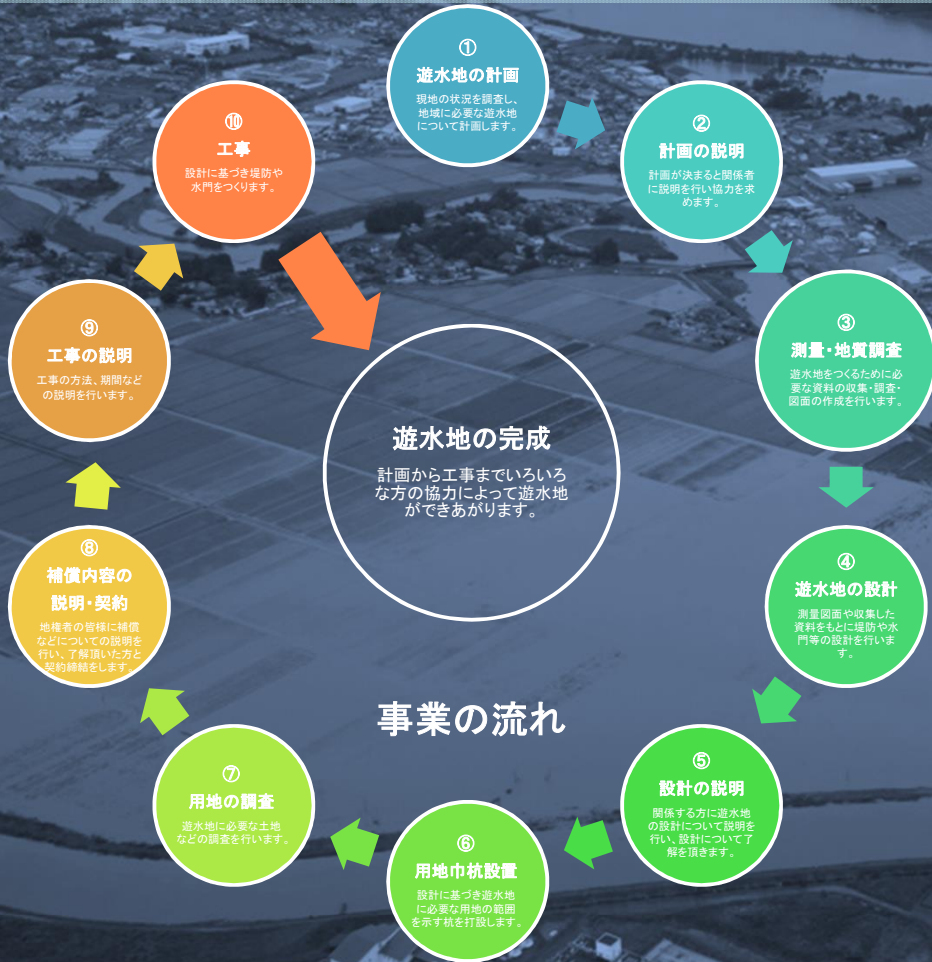 ①
遊水地の計画
現地の状況を調査し、
地域に必要な遊水地
について計画します。
②
計画の説明
計画が決まると関係者
に説明を行い協力を求
めます。
③
測量・地質調査
遊水地をつくるために必
要な資料の収集・調査・
図面の作成を行います。
④
遊水地の設計
測量図面や収集した
資料をもとに堤防や水
門等の設計を行いま
す。
⑤
設計の説明
関係する方に遊水地
の設計について説明を
行い、設計について了
解を頂きます。
⑥
用地巾杭設置
設計に基づき遊水地
に必要な用地の範囲
を示す杭を打設します。
⑦
用地の調査
遊水地に必要な土地
などの調査を行います。
⑧
補償内容の
説明・契約
地権者の皆様に補償
などについての説明を
行い、了解頂いた方と
契約締結をします。
⑨
工事の説明
工事の方法、期間など
の説明を行います。
⑩
工事
設計に基づき堤防や
水門をつくります。
遊水地の完成
計画から工事までいろいろ
な方の協力によって遊水地
ができあがります。
事業の流れ